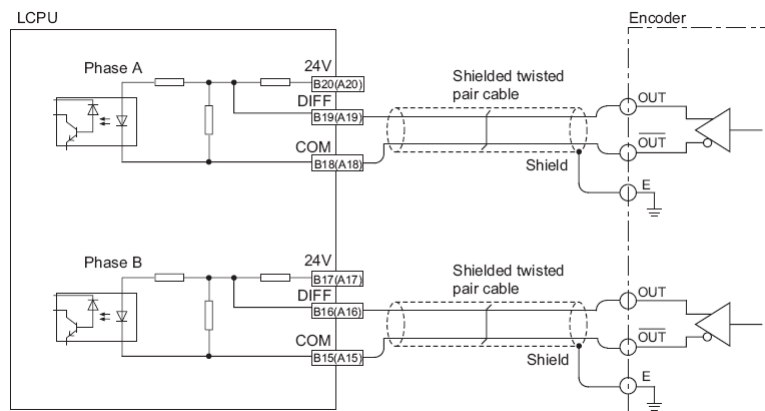 LCPU
Encoder
Phase A
24V
B20(A20)
DIFF
B19(A19)
COM
B18(A18)
Shielded twisted
pair cable
Shield
OUT
OUT
E
Phase B
24V
B17(A17)
DIFF
B16(A16)
COM
B15(A15)
Shielded twisted
pair cable
Shield
OUT
OUT
E